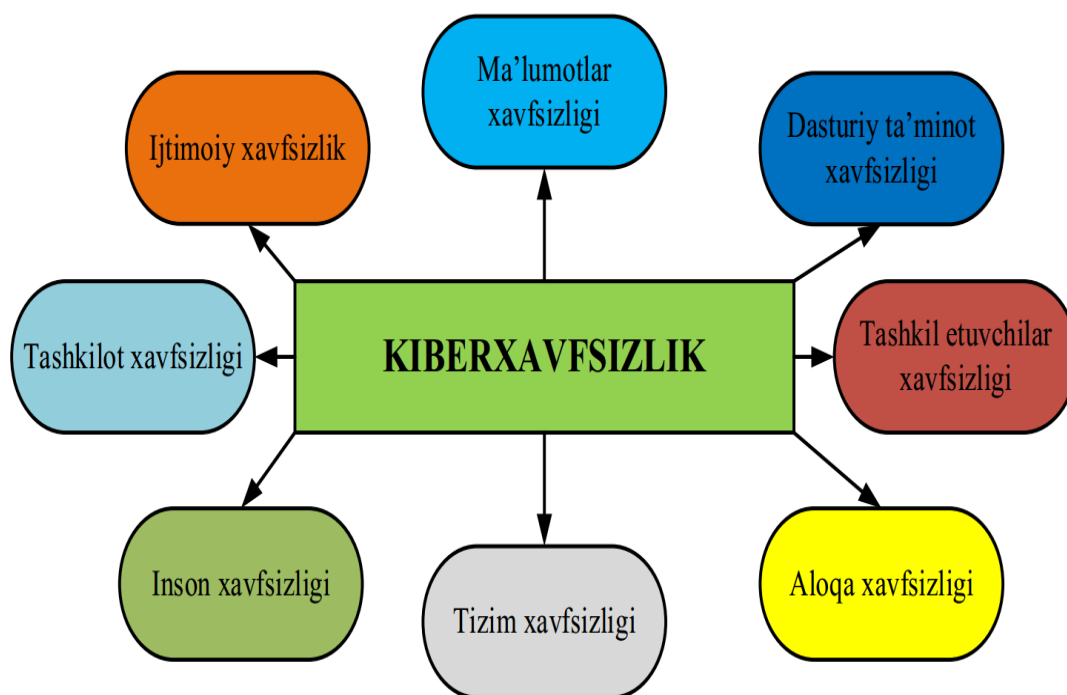 Ma’lumotlar
xavfsizligi
Ijtimoiy xavfsizlik
Dasturiy ta’minot
xavfsizligi
Tashkilot xavfsizligi
KIBERXAVFSIZLIK
Tashkil etuvchilar
xavfsizligi
Inson xavfsizligi
Tizim xavfsizligi
Aloqa xavfsizligi